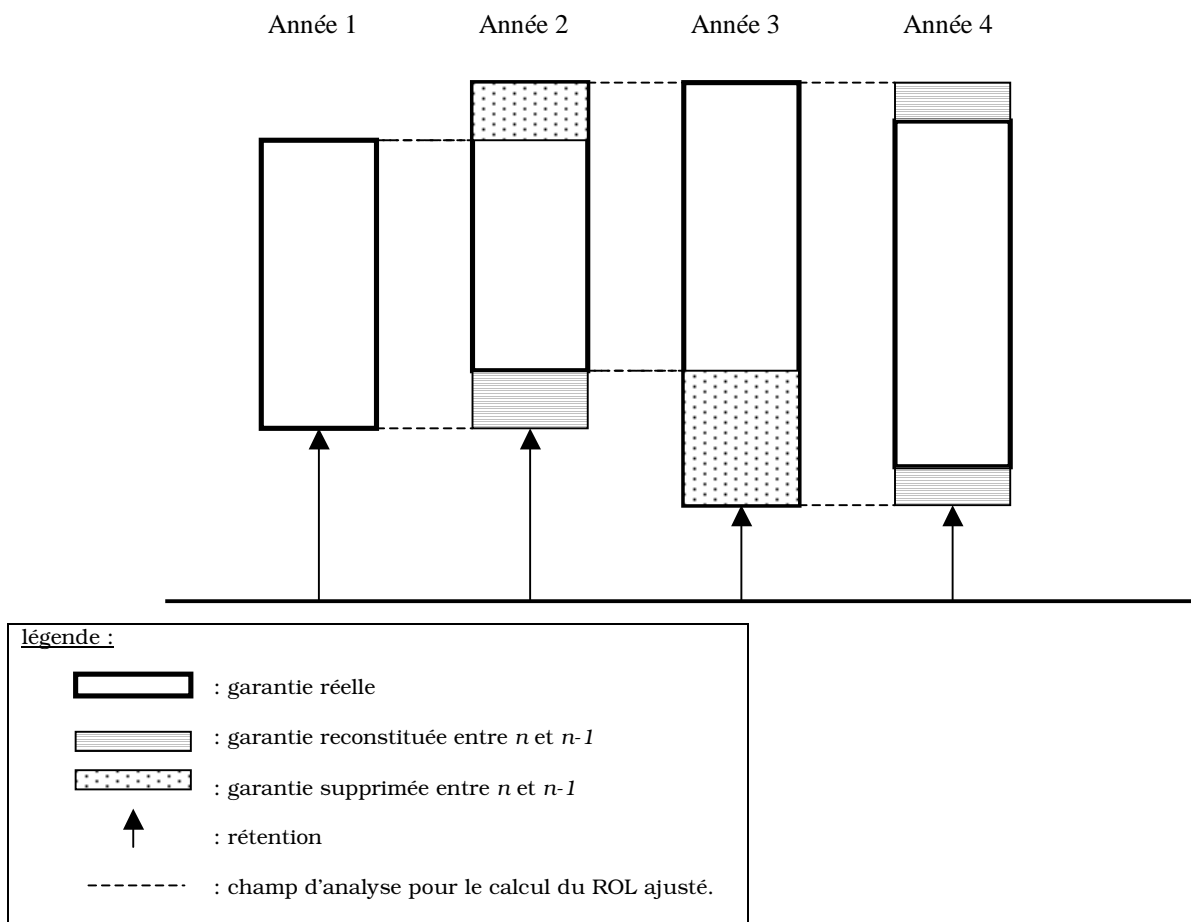 Année 1 Année 2 Année 3 Année 4
légende :
: garantie réelle
: garantie reconstituée entre n et n-1
: garantie supprimée entre n et n-1
: rétention
: champ d'analyse pour le calcul du ROL ajusté.